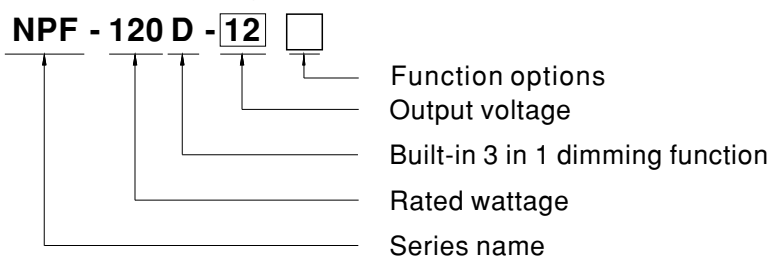 NPF - 120 D - 12
Function options
Output voltage
Built-in 3 in 1 dimming function
Rated wattage
Series name